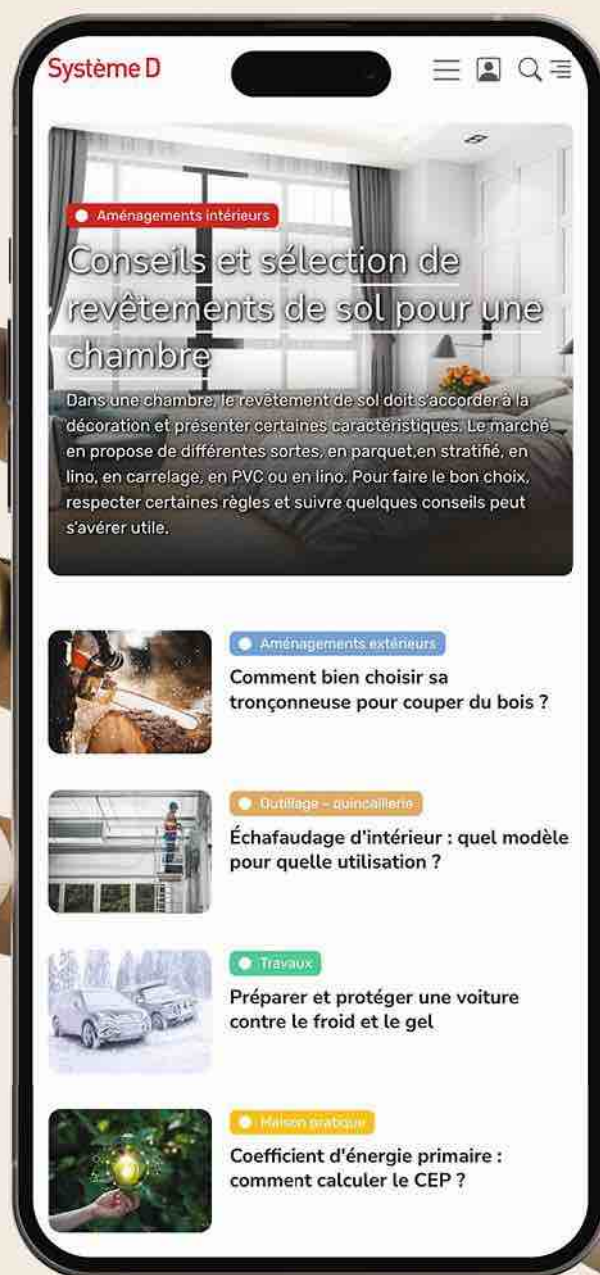 Système D
Aménagements intérieurs
Conseils et sélection de
revêtements de sol pour une
chambre
Dans une chambre, le revêtement de sol doit s'accorder à la
décoration et présenter certaines caractéristiques. Le marché
en propose de différentes sortes, en parquet,en stratifié, en
lino, en carrelage, en PVC ou en lino. Pour faire le bon choix,
respecter certaines règles et suivre quelques conseils peut
s'avérer utile.
Aménagements extérieurs
Comment bien choisir sa
tronçonneuse pour couper du bois ?
Outillage - quincaillerie
Échafaudage d'intérieur : quel modèle
pour quelle utilisation ?
Travaux
Préparer et protéger une voiture
contre le froid et le gel
Maison pratique
Coefficient d'énergie primaire :
comment calculer le CEP ?